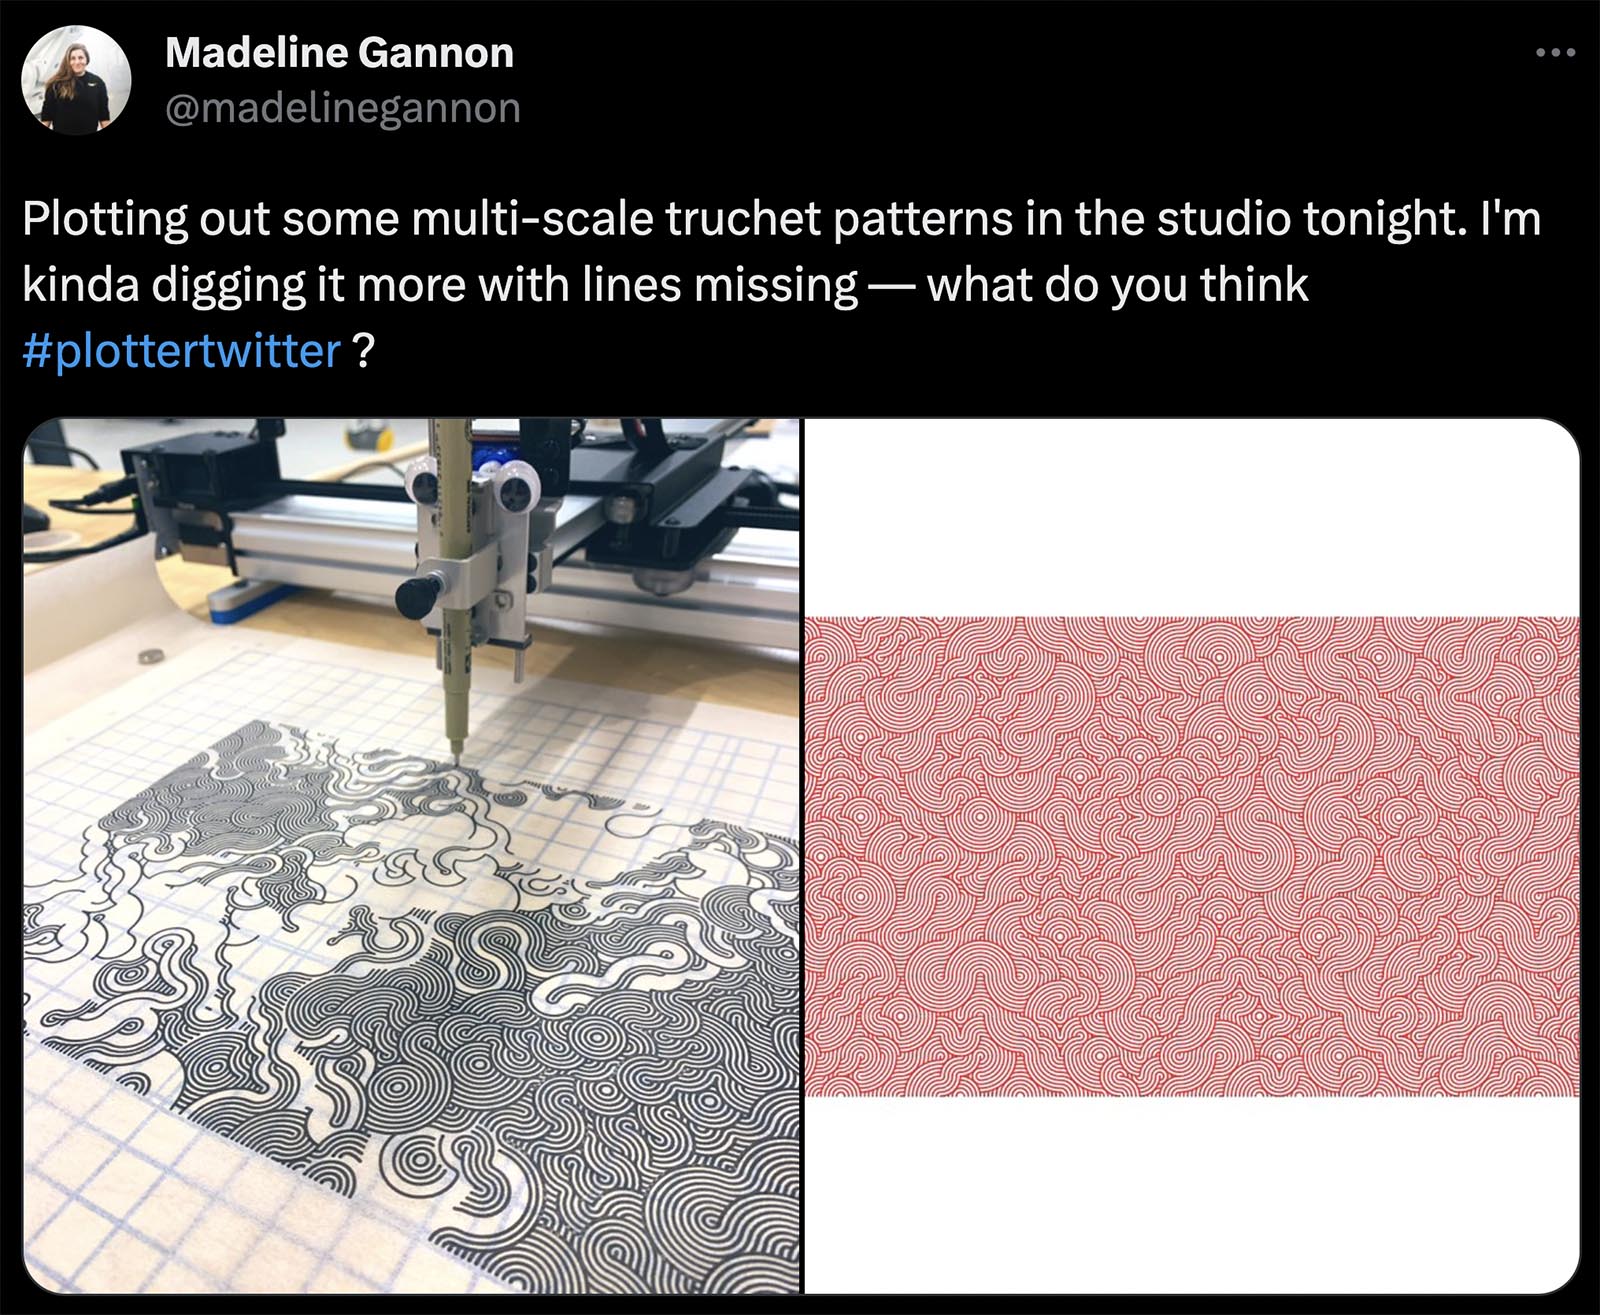 Madeline Gannon
@madelinegannon
Plotting out some multi-scale truchet patterns in the studio tonight. I'm
kinda digging it more with lines missing — what do you think
#plottertwitter ?